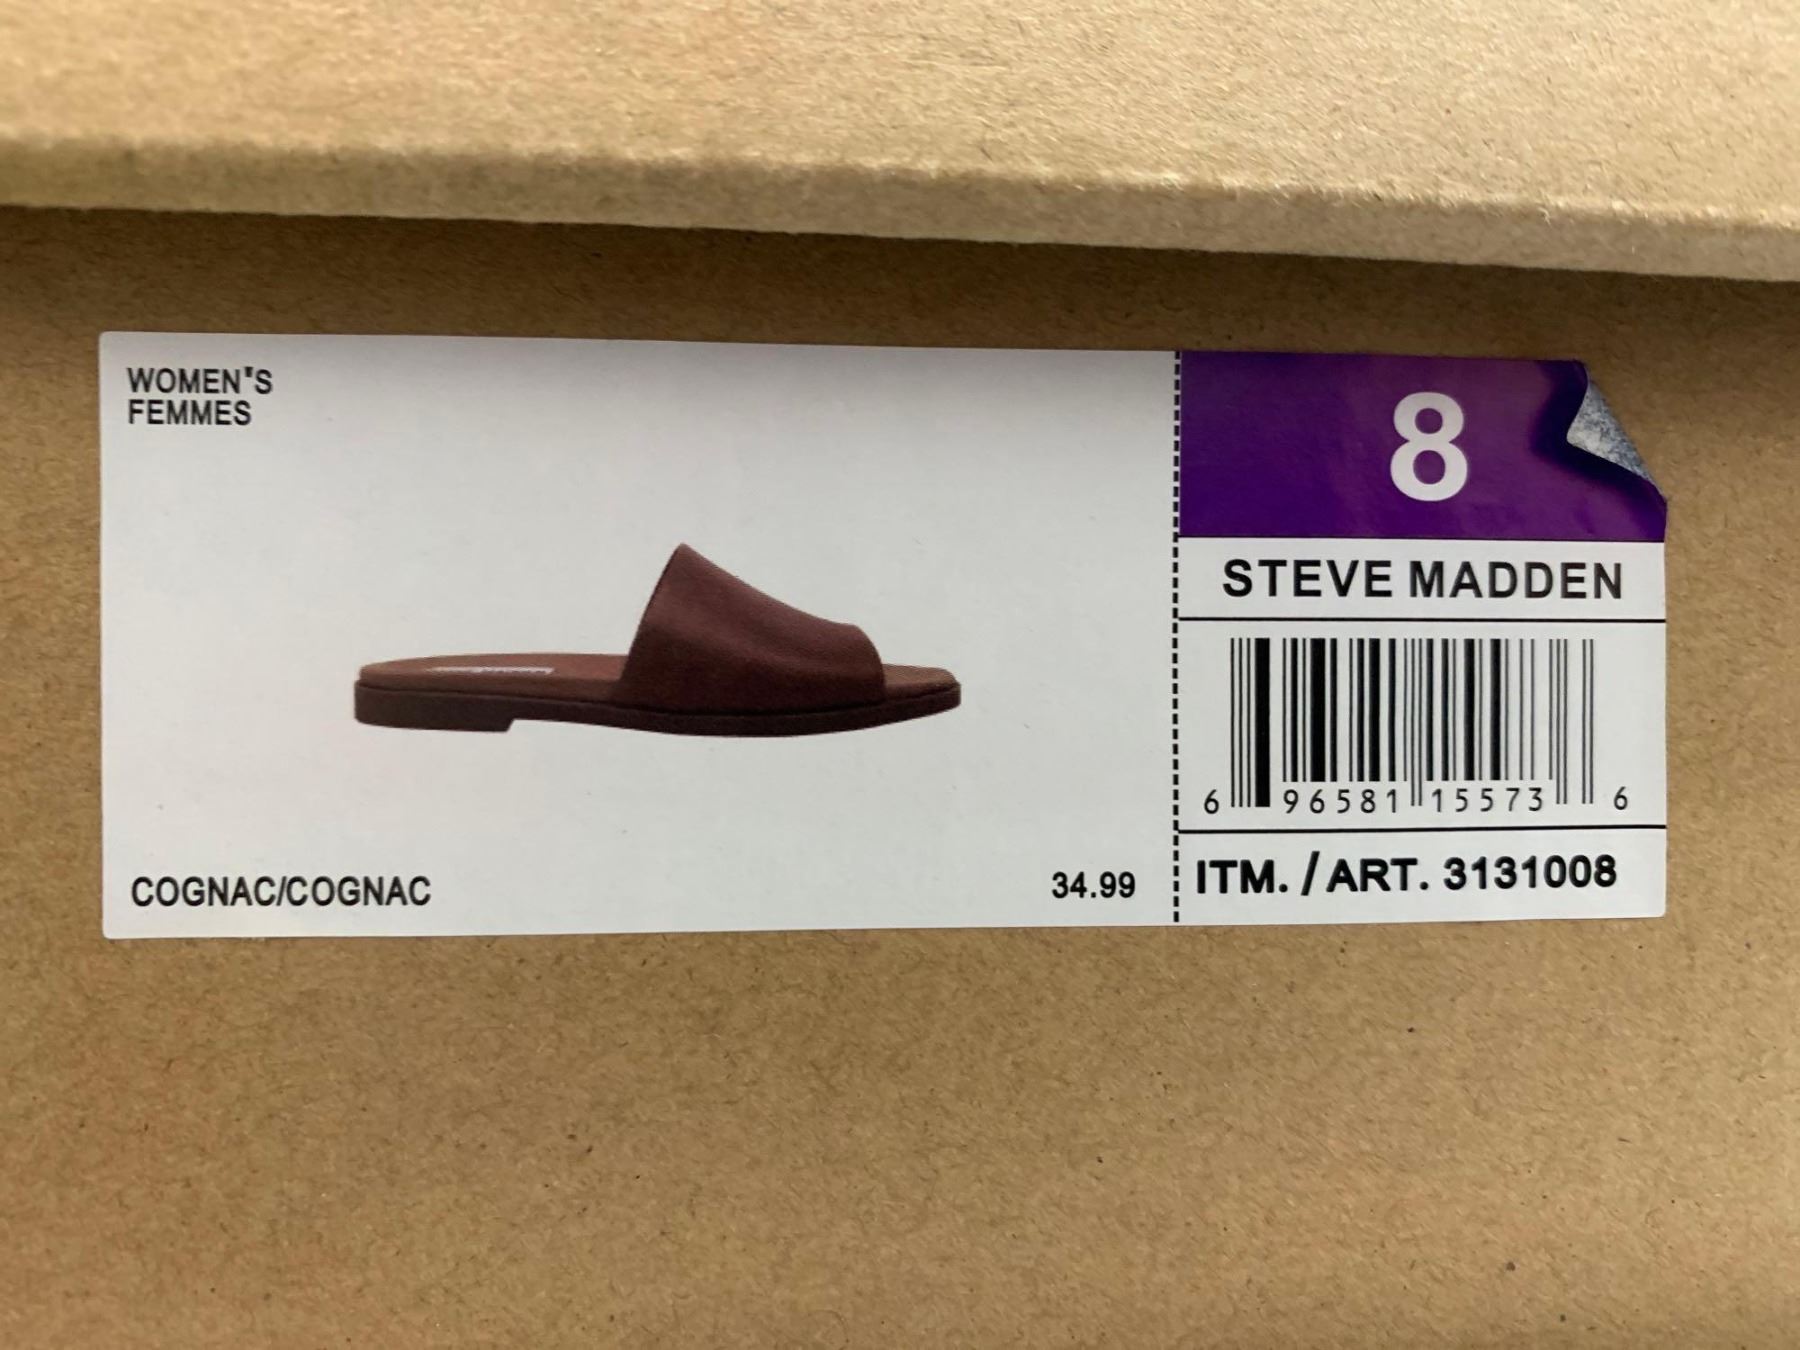 WOMEN'S
FEMMES
COGNAC/COGNAC
34.99
8
STEVE MADDEN
6 96581 15573 6
ITM. / ART. 3131008